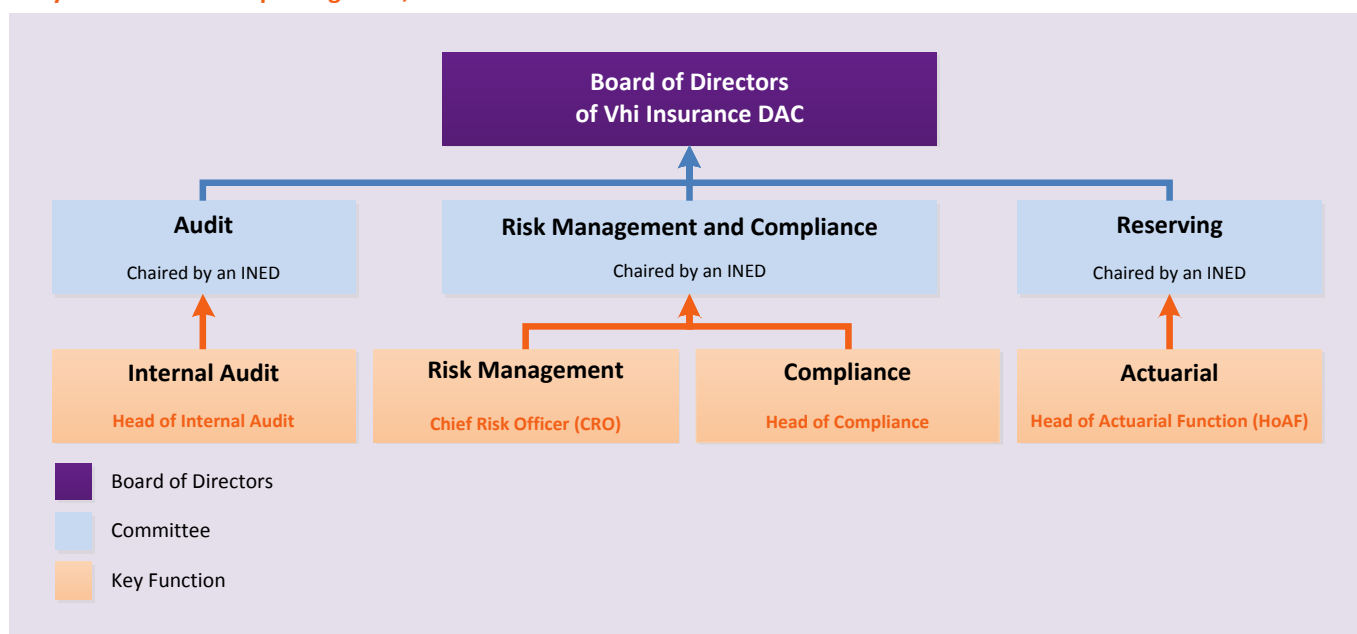 Board of Directors
of Vhi Insurance DAC
Audit
Chaired by an INED
Risk Management and Compliance
Chaired by an INED
Reserving
Chaired by an INED
Internal Audit
Head of Internal Audit
Risk Management
Chief Risk Officer (CRO)
Compliance
Head of Compliance
Actuarial
Head of Actuarial Function (HoAF)
Board of Directors
Committee
Key Function